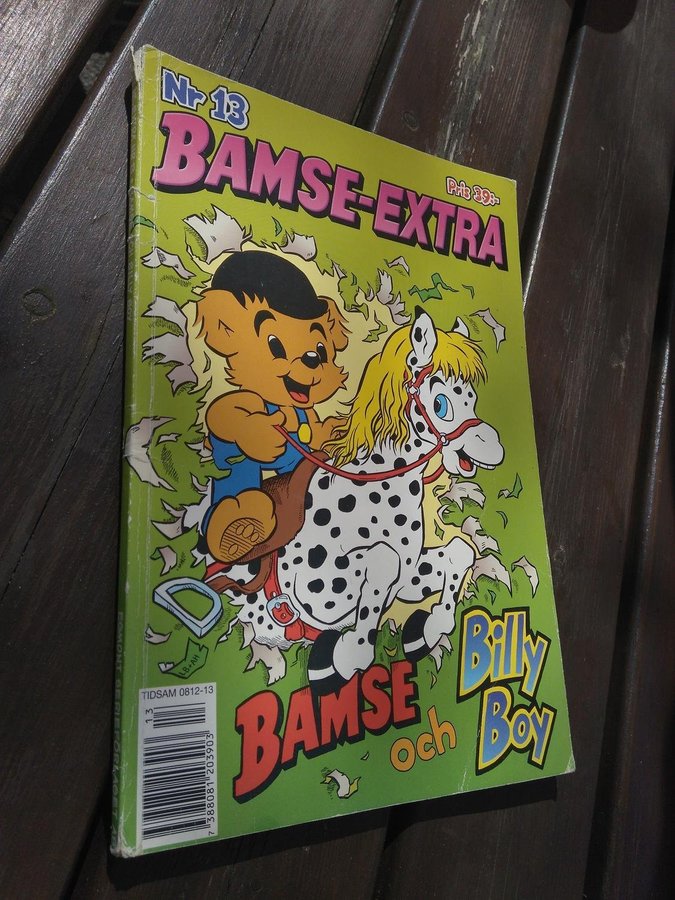 Nr 13
BAMSE-EXTRA
Pris 39:-
BAMSE
och
Billy
Boy
TIDSAM 0812-13
13
7 388081 203903